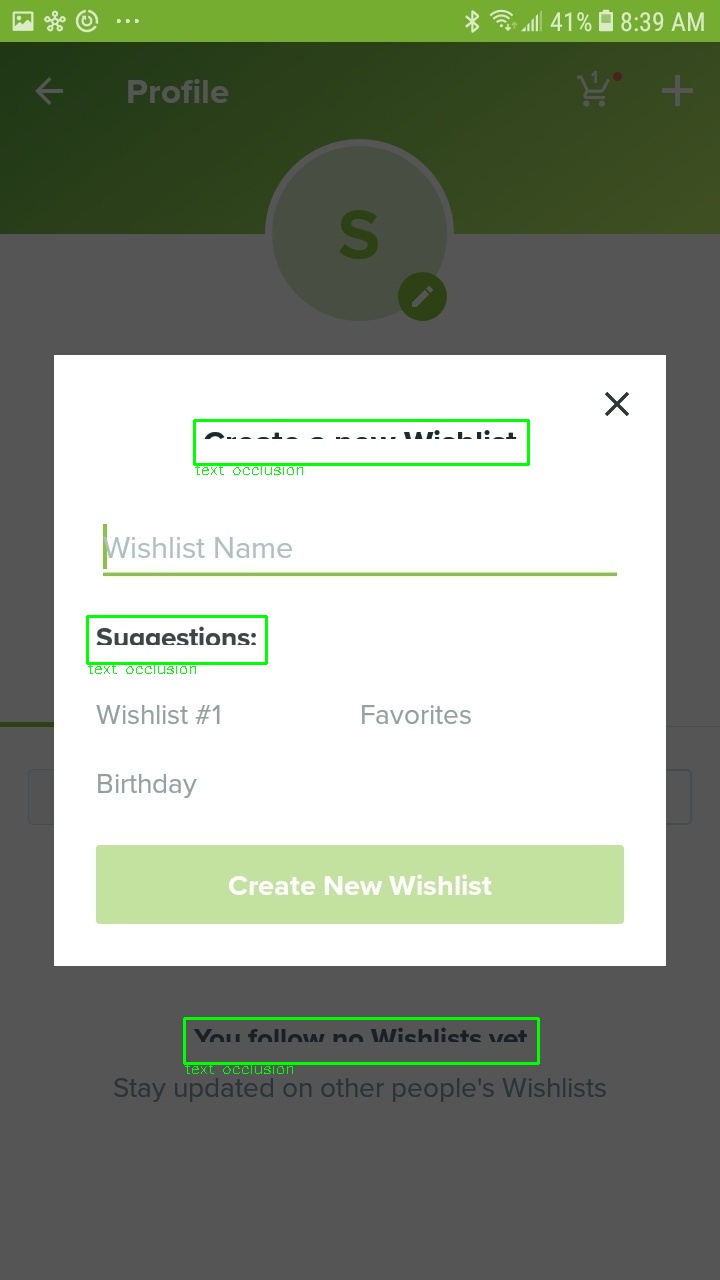 41% 8:39 AM
Profile
1
S
Create a new Wishlist
text occlusion
Wishlist Name
Suggestions:
text occlusion
Wishlist #1 Favorites
Birthday
Create New Wishlist
You follow no Wishlists yet
text occlusion
Stay updated on other people's Wishlists